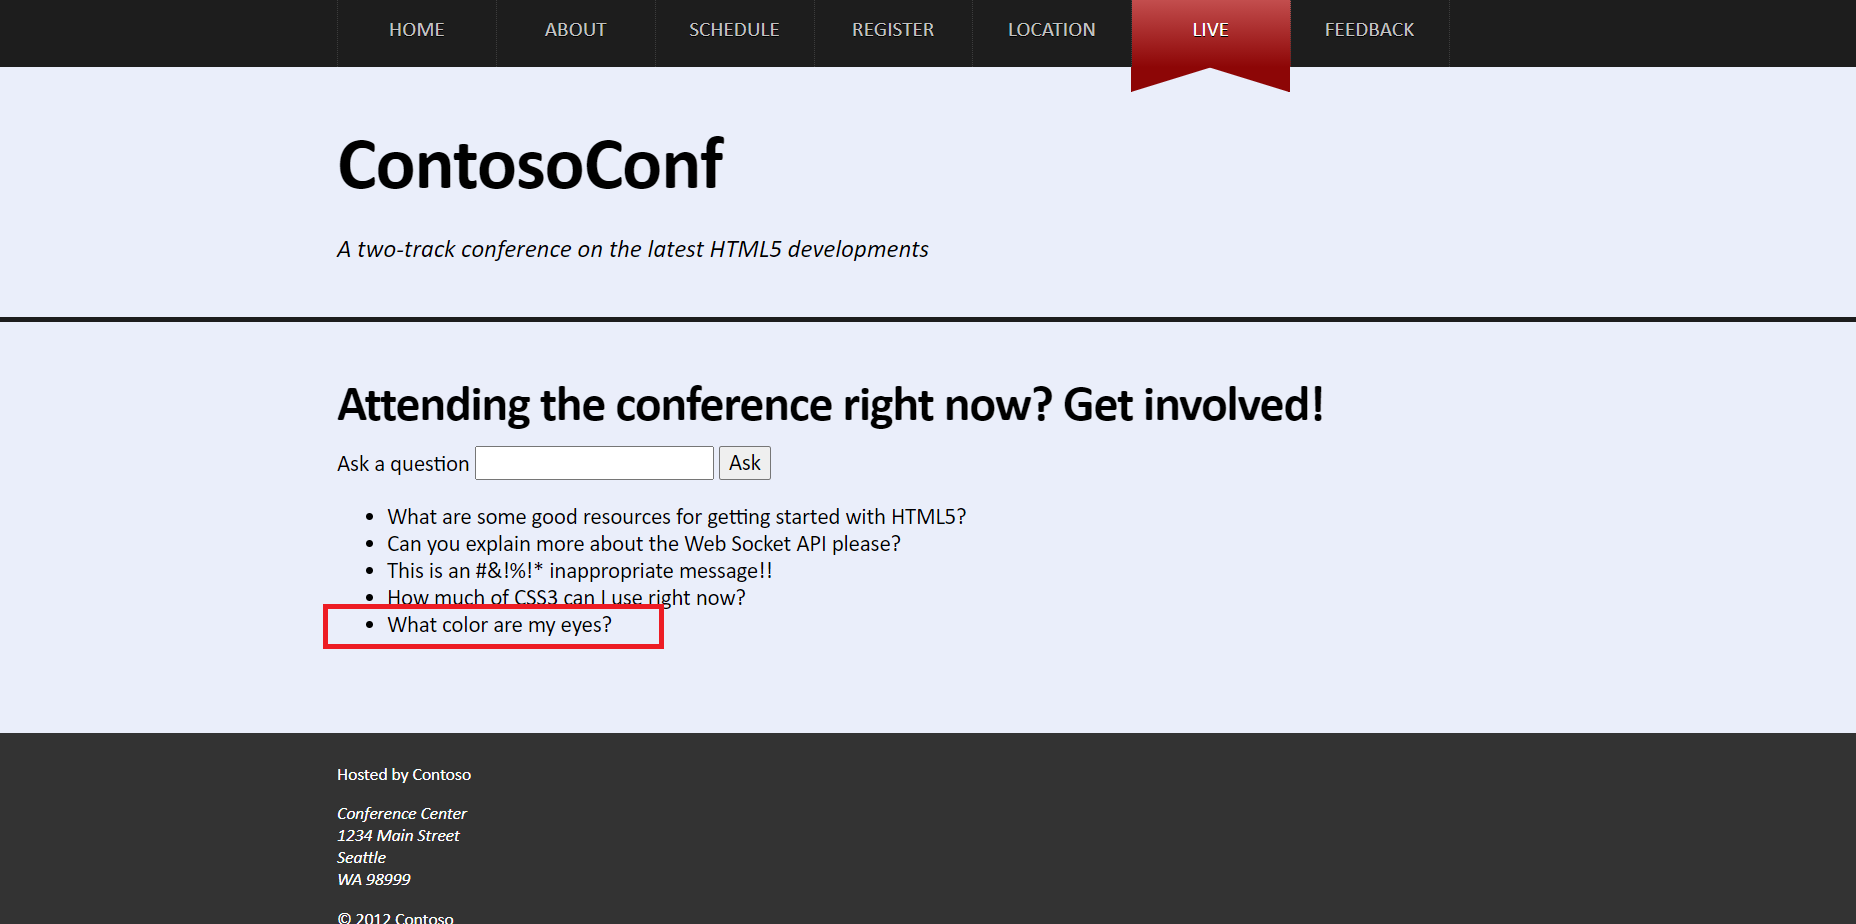 HOME ABOUT SCHEDULE REGISTER LOCATION LIVE FEEDBACK
ContosoConf
A two-track conference on the latest HTML5 developments
Attending the conference right now? Get involved!
Ask a question Ask
• What are some good resources for getting started with HTML5?
• Can you explain more about the Web Socket API please?
• This is an #&!%!* inappropriate message!!
• How much of CSS3 can I use right now?
• What color are my eyes?
Hosted by Contoso
Conference Center
1234 Main Street
Seattle
WA 98999
© 2012 Contoso